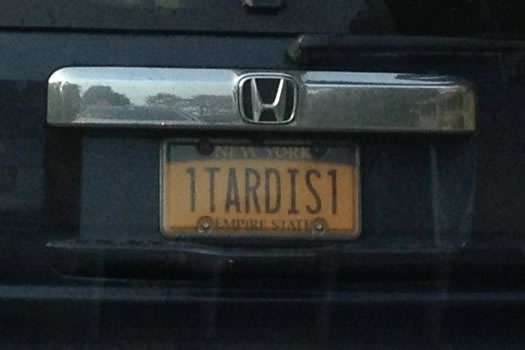 NEW YORK
1TARDIS1
EMPIRE STATE